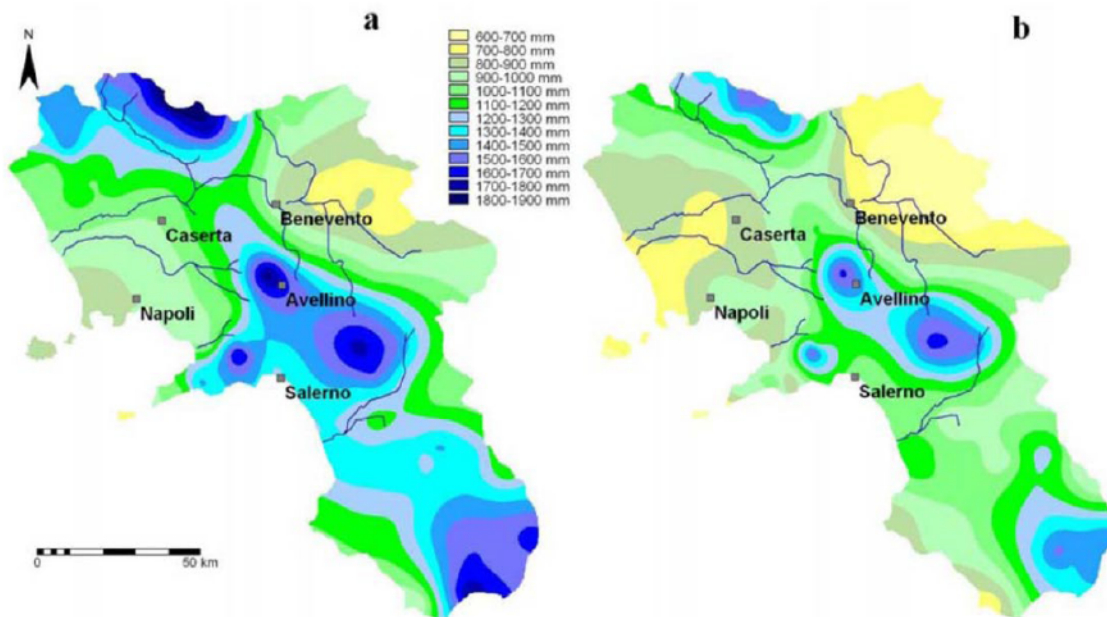 a
b
N
600-700 mm
700-800 mm
800-900 mm
900-1000 mm
1000-1100 mm
1100-1200 mm
1200-1300 mm
1300-1400 mm
1400-1500 mm
1500-1600 mm
1600-1700 mm
1700-1800 mm
1800-1900 mm
Benevento
Caserta
Avellino
Napoli
Salerno
0 50 km
Benevento
Caserta
Avellino
Napoli
Salerno